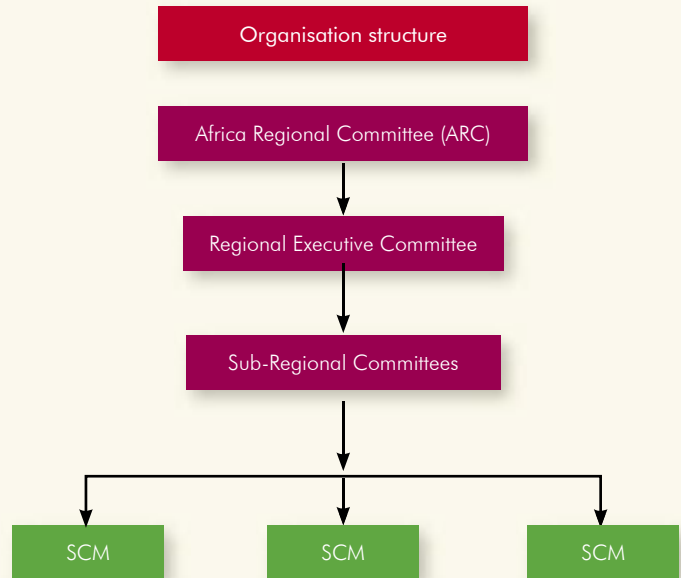 Organisation structure
Africa Regional Committee (ARC)
Regional Executive Committee
Sub-Regional Committees
SCM SCM SCM